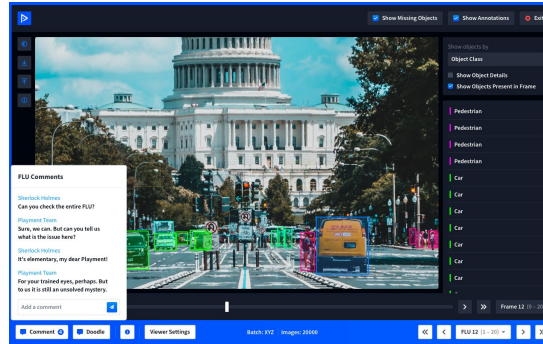 Show Missing Objects
Show Annotations
Exit
Show objects by
Object Class
Show Object Details
Show Objects Present in Frame
Pedestrian
Pedestrian
Pedestrian
Pedestrian
Car
Car
Car
Car
Car
Car
Car
FLU Comments
Sherlock Holmes
Can you check the entire FLU?
Playment Team
Sure, we can. But can you tell us
what is the issue here?
Sherlock Holmes
It's elementary, my dear Playment!
Playment Team
For your trained eyes, perhaps. But
to us it is still an unsolved mystery.
Add a comment
Frame 12 (0 - 20
Comment 4
Doodle
Viewer Settings
Batch: XYZ Images: 20000
FLU 12 (1 - 20)